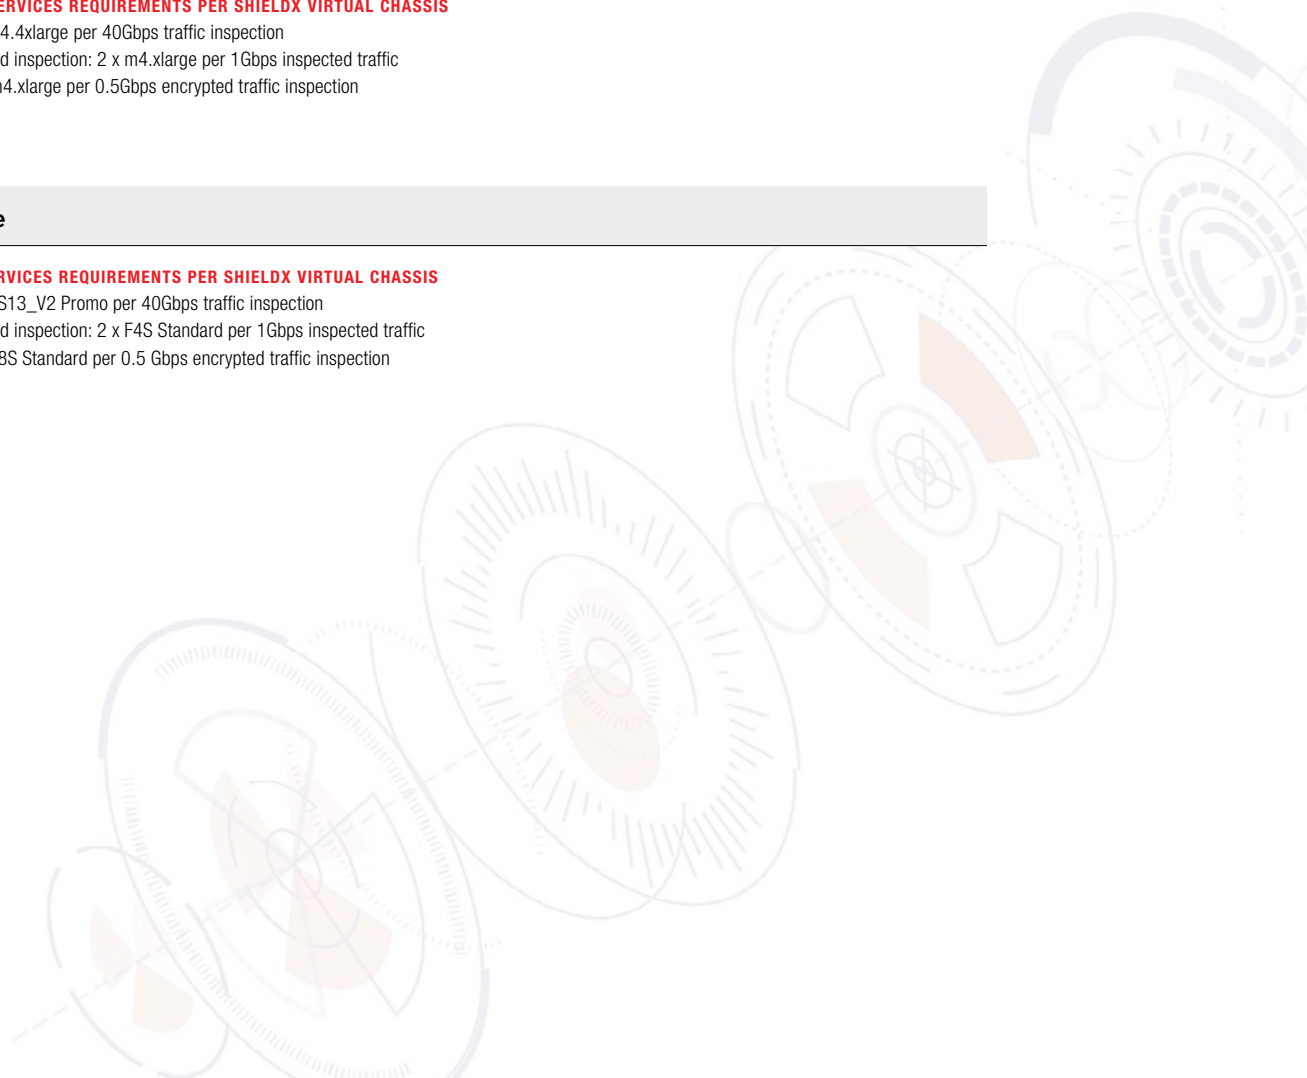 ERVICES REQUIREMENTS PER SHIELDX VIRTUAL CHASSIS
4.4xlarge per 40Gbps traffic inspection
d inspection: 2 x m4.xlarge per 1Gbps inspected traffic
m4.xlarge per 0.5Gbps encrypted traffic inspection
e
RVICES REQUIREMENTS PER SHIELDX VIRTUAL CHASSIS
S13_V2 Promo per 40Gbps traffic inspection
d inspection: 2 x F4S Standard per 1Gbps inspected traffic
8S Standard per 0.5 Gbps encrypted traffic inspection